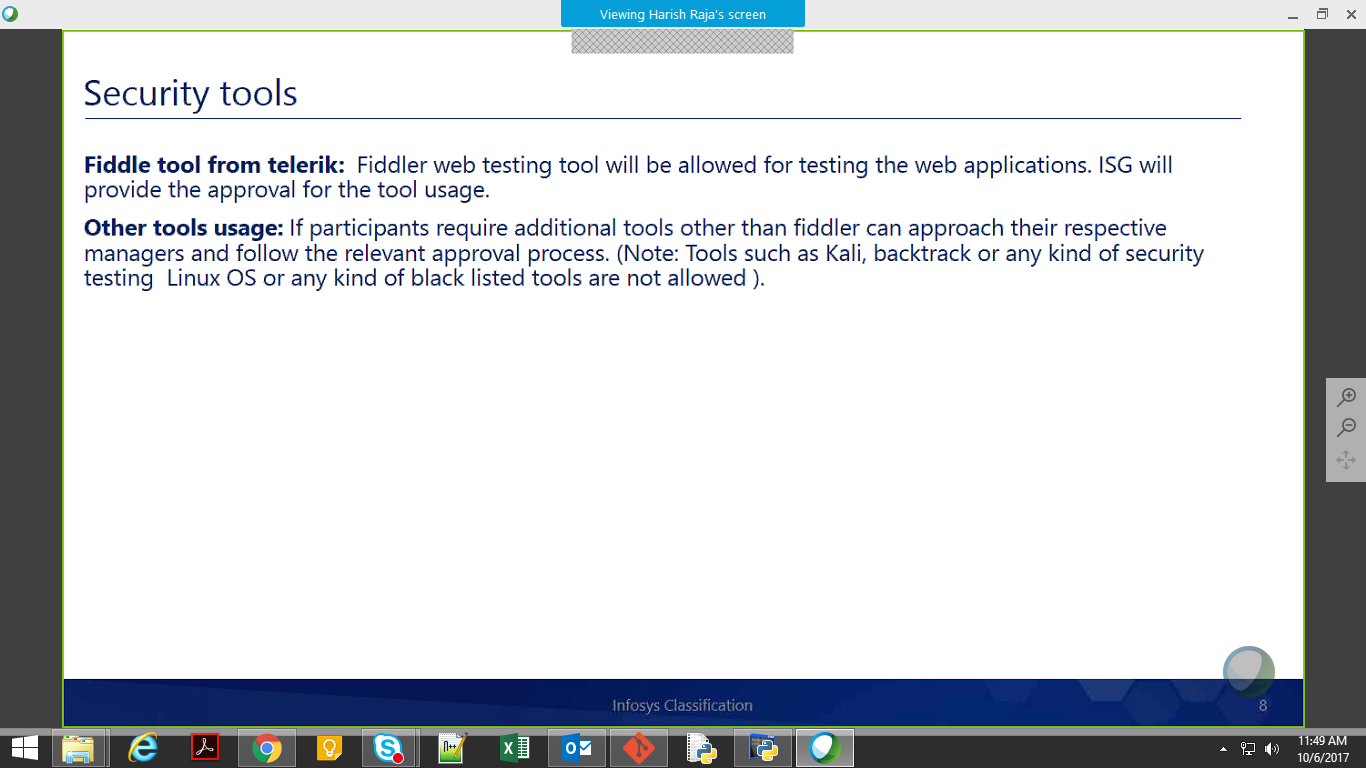 Viewing Harish Raja's screen
Security tools
Fiddle tool from telerik:  Fiddler web testing tool will be allowed for testing the web applications. ISG will
provide the approval for the tool usage.
Other tools usage: If participants require additional tools other than fiddler can approach their respective
managers and follow the relevant approval process. (Note: Tools such as Kali, backtrack or any kind of security
testing  Linux OS or any kind of black listed tools are not allowed ).
Infosys Classification
8
11:49 AM
10/6/2017